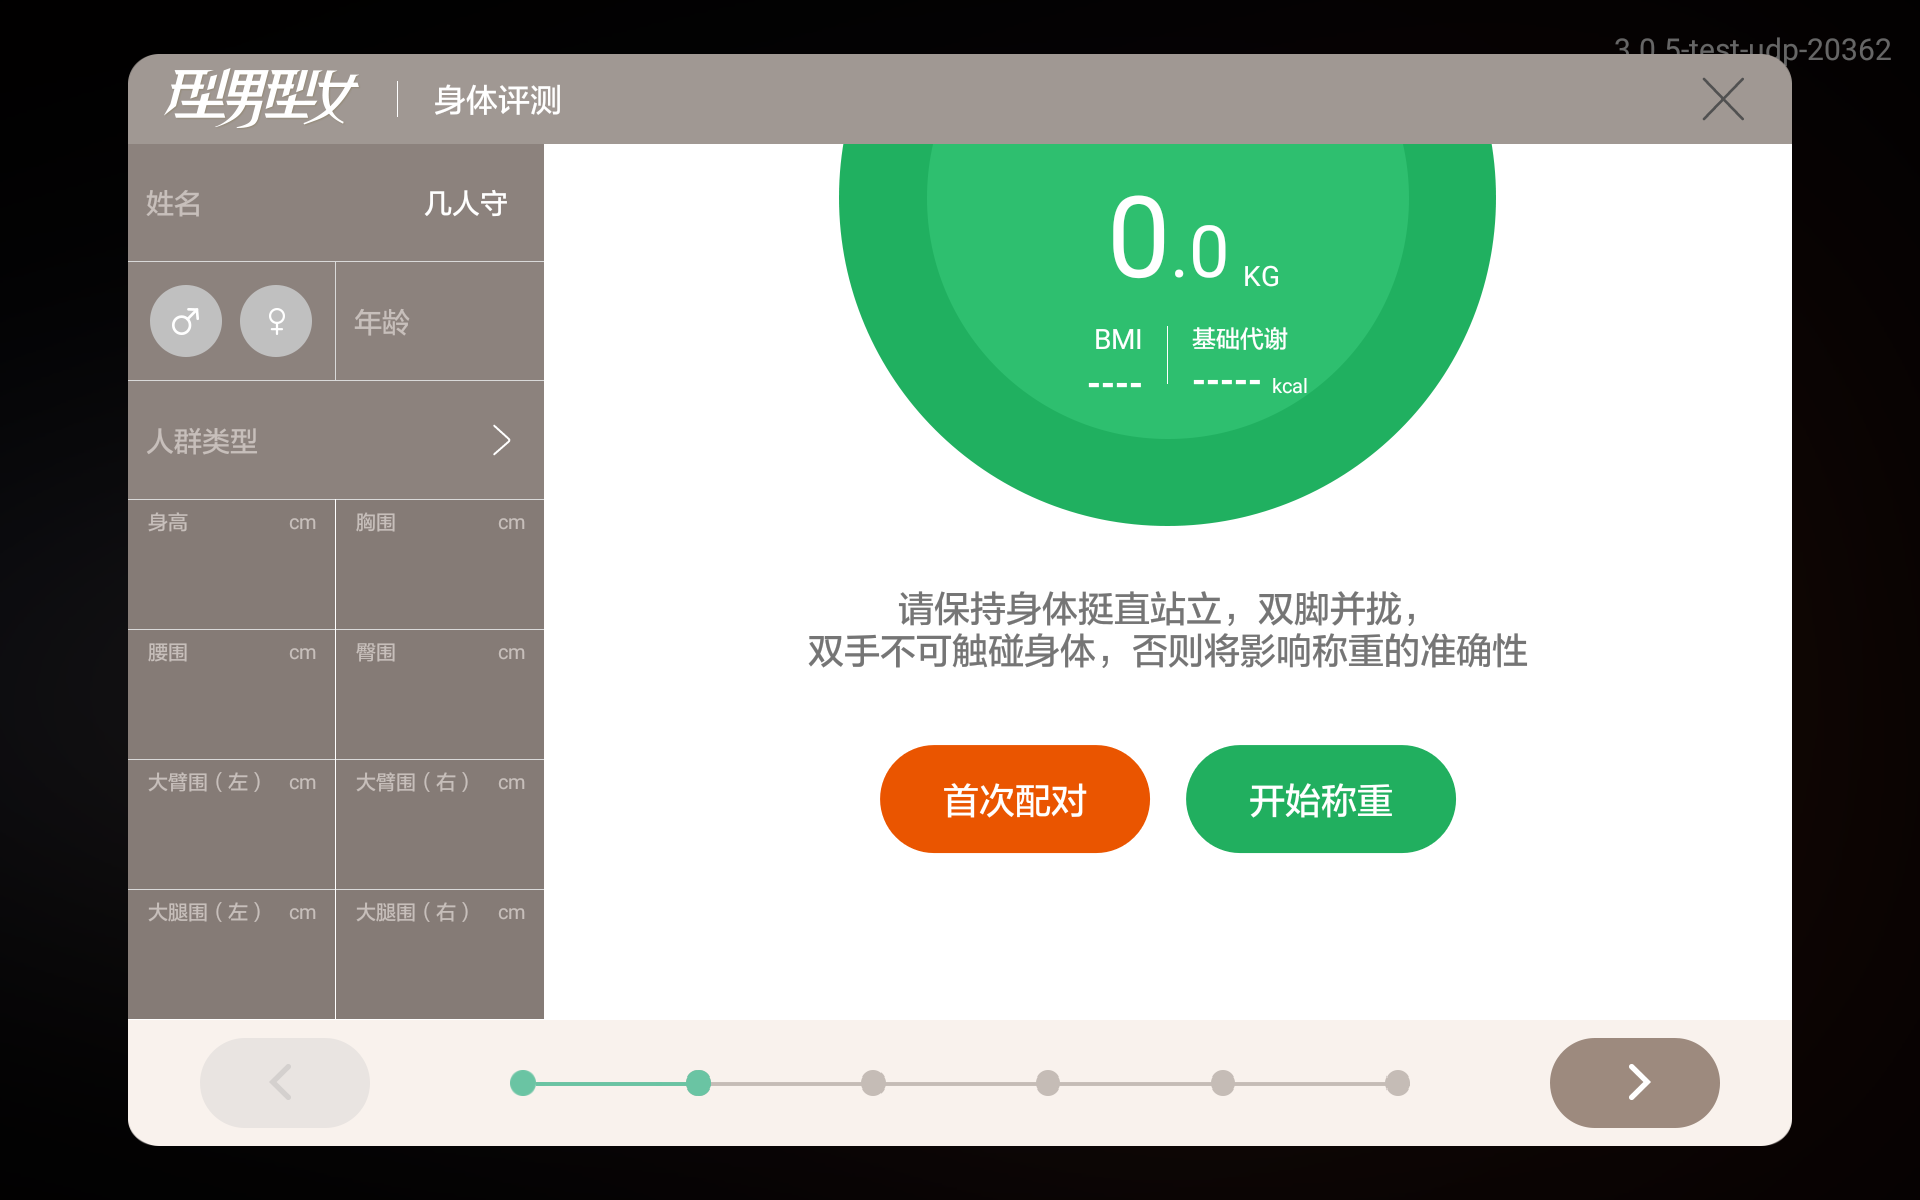 3.0.5-test-udp-20362
型男型女
身体评测
姓名
几人守
年龄
人群类型
身高 cm
胸围 cm
腰围 cm
臀围 cm
大臂围（左） cm
大臂围（右） cm
大腿围（左） cm
大腿围（右） cm
0.0 KG
BMI
----
基础代谢
----- kcal
请保持身体挺直站立，双脚并拢，
双手不可触碰身体，否则将影响称重的准确性
首次配对
开始称重